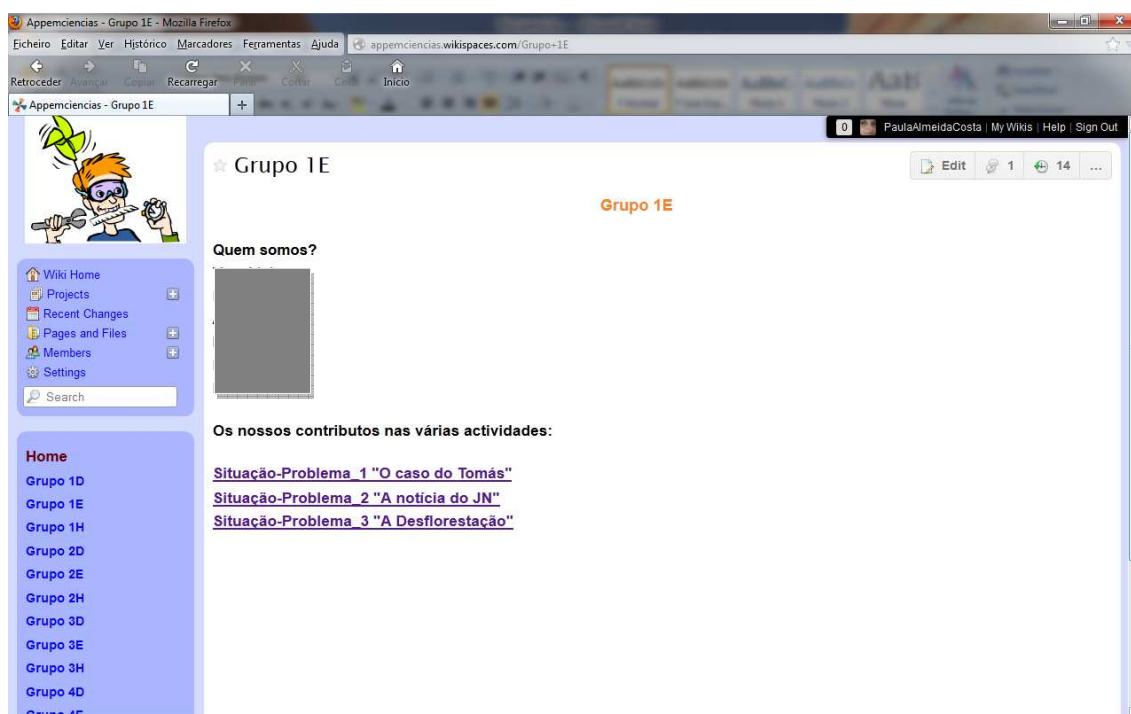 Appemciencias - Grupo 1E - Mozilla Firefox
Ficheiro Editar Ver Histórico Marcadores Ferramentas Ajuda appemciencias.wikispaces.com/Grupo+1E
Retroceder Avançar Copiar Recarregar Parar Cortar Início
Appemciencias - Grupo 1E +
0 PaulaAlmeidaCosta | My Wikis | Help | Sign Out
Grupo 1E
Edit 1 14 ...
Grupo 1E
Quem somos?
Wiki Home
Projects
Recent Changes
Pages and Files
Members
Settings
Search
Os nossos contributos nas várias actividades:
Situação-Problema_1 "O caso do Tomás"
Situação-Problema_2 "A notícia do JN"
Situação-Problema_3 "A Desflorestação"
Home
Grupo 1D
Grupo 1E
Grupo 1H
Grupo 2D
Grupo 2E
Grupo 2H
Grupo 3D
Grupo 3E
Grupo 3H
Grupo 4D